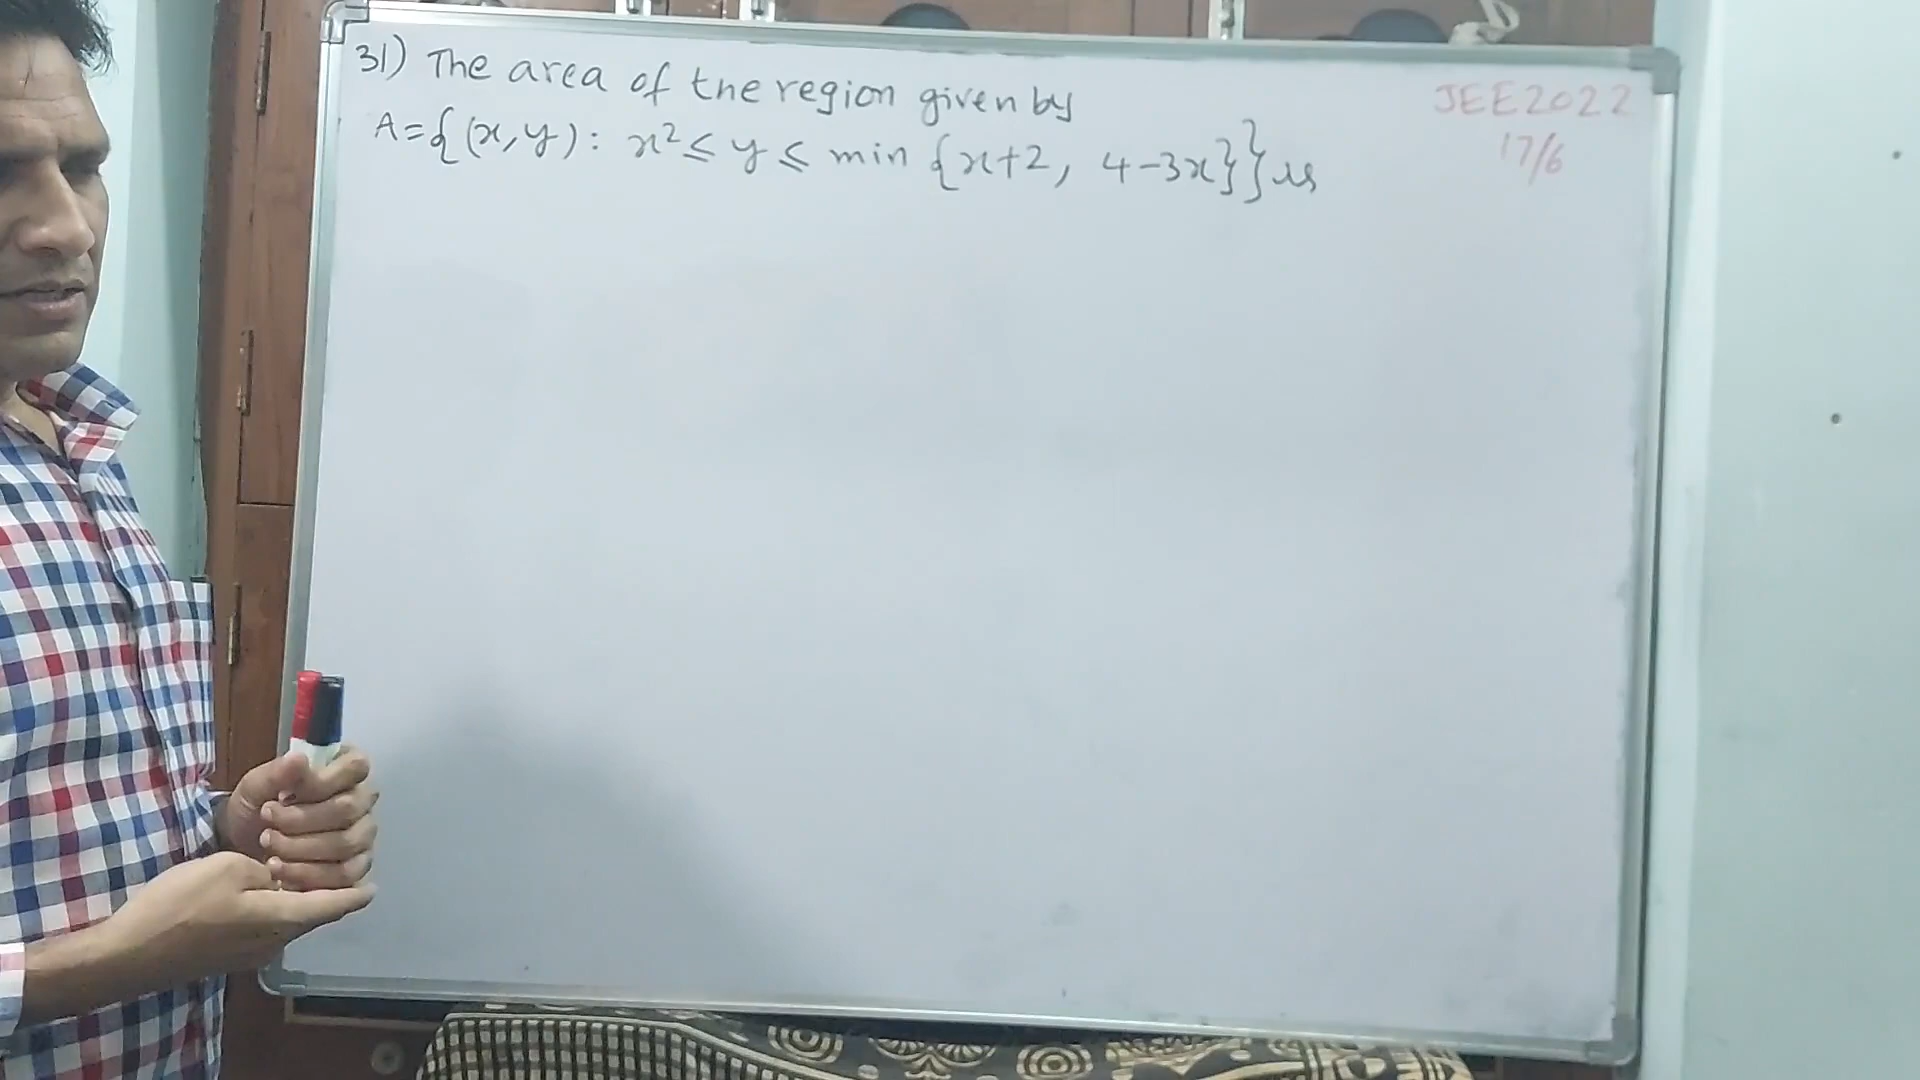 31) The area of the region given by
A={(x,y): x²≤ y ≤ min {x+2, 4-3x}} is
JEE2022
17/6